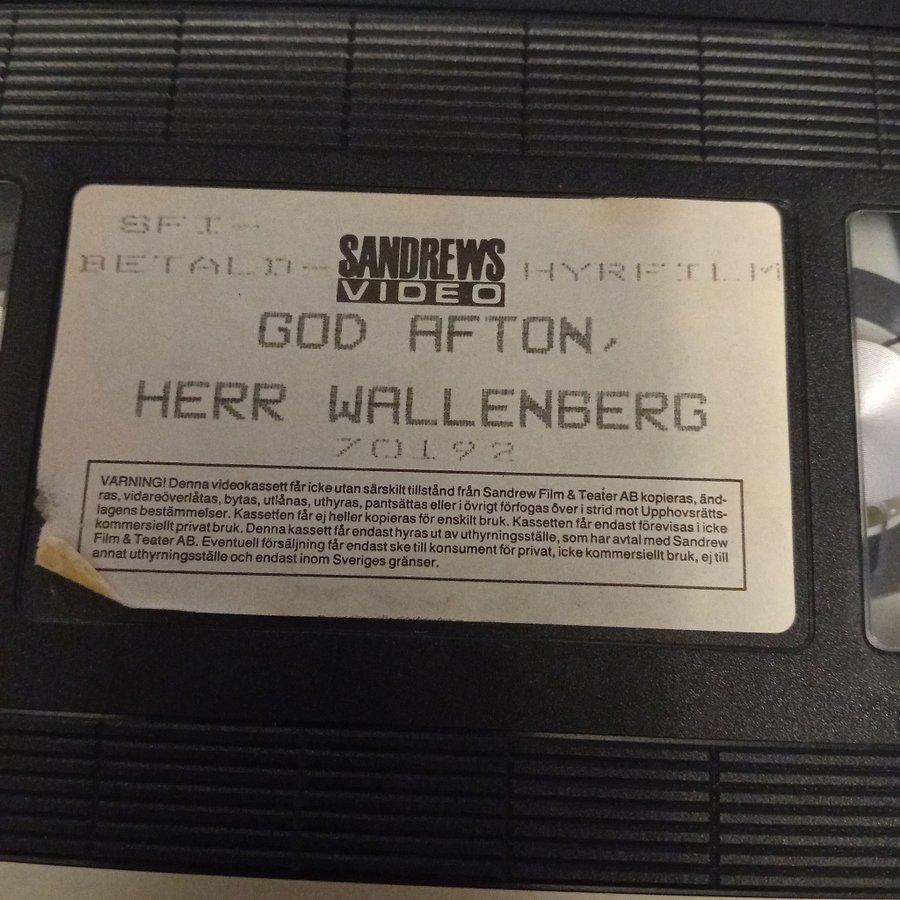 SFI-
BETALD- SANDREWS HYRFILM
VIDEO
GOD AFTON,
HERR WALLENBERG
70192
VARNING! Denna videokassett får icke utan särskilt tillstånd från Sandrew Film & Teater AB kopieras, änd-
ras, vidareöverlåtas, bytas, utlånas, uthyras, pantsättas eller i övrigt förfogas över i strid mot Upphovsrätts-
lagens bestämmelser. Kassetten får ej heller kopieras för enskilt bruk. Kassetten får endast förevisas i icke
kommersiellt privat bruk. Denna kassett får endast hyras ut av uthyrningsställe, som har avtal med Sandrew
Film & Teater AB. Eventuell försäljning får endast ske till konsument för privat, icke kommersiellt bruk, ej till
annat uthyrningsställe och endast inom Sveriges gränser.